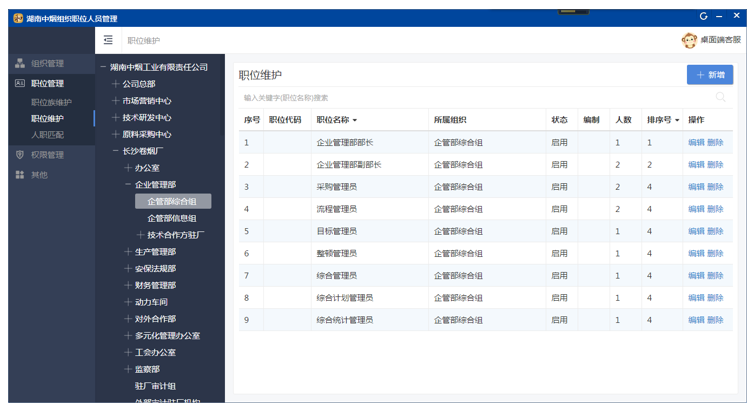 湖南中烟组织职位人员管理
职位维护
桌面端客服
组织管理
职位管理
职位族维护
职位维护
人职匹配
权限管理
其他
湖南中烟工业有限责任公司
公司总部
市场营销中心
技术研发中心
原料采购中心
长沙卷烟厂
办公室
企业管理部
企管部综合组
企管部信息组
技术合作方驻厂
生产管理部
安保法规部
财务管理部
动力车间
对外合作部
多元化管理办公室
工会办公室
监察部
驻厂审计组
外部审计驻厂机构
职位维护
+ 新增
输入关键字(职位名称)搜索
序号 职位代码 职位名称 所属组织 状态 编制 人数 排序号 操作
1 企业管理部部长 企管部综合组 启用 1 1 编辑 删除
2 企业管理部副部长 企管部综合组 启用 2 2 编辑 删除
3 采购管理员 企管部综合组 启用 2 4 编辑 删除
4 流程管理员 企管部综合组 启用 2 4 编辑 删除
5 目标管理员 企管部综合组 启用 1 4 编辑 删除
6 整顿管理员 企管部综合组 启用 1 4 编辑 删除
7 综合管理员 企管部综合组 启用 1 4 编辑 删除
8 综合计划管理员 企管部综合组 启用 1 4 编辑 删除
9 综合统计管理员 企管部综合组 启用 1 4 编辑 删除